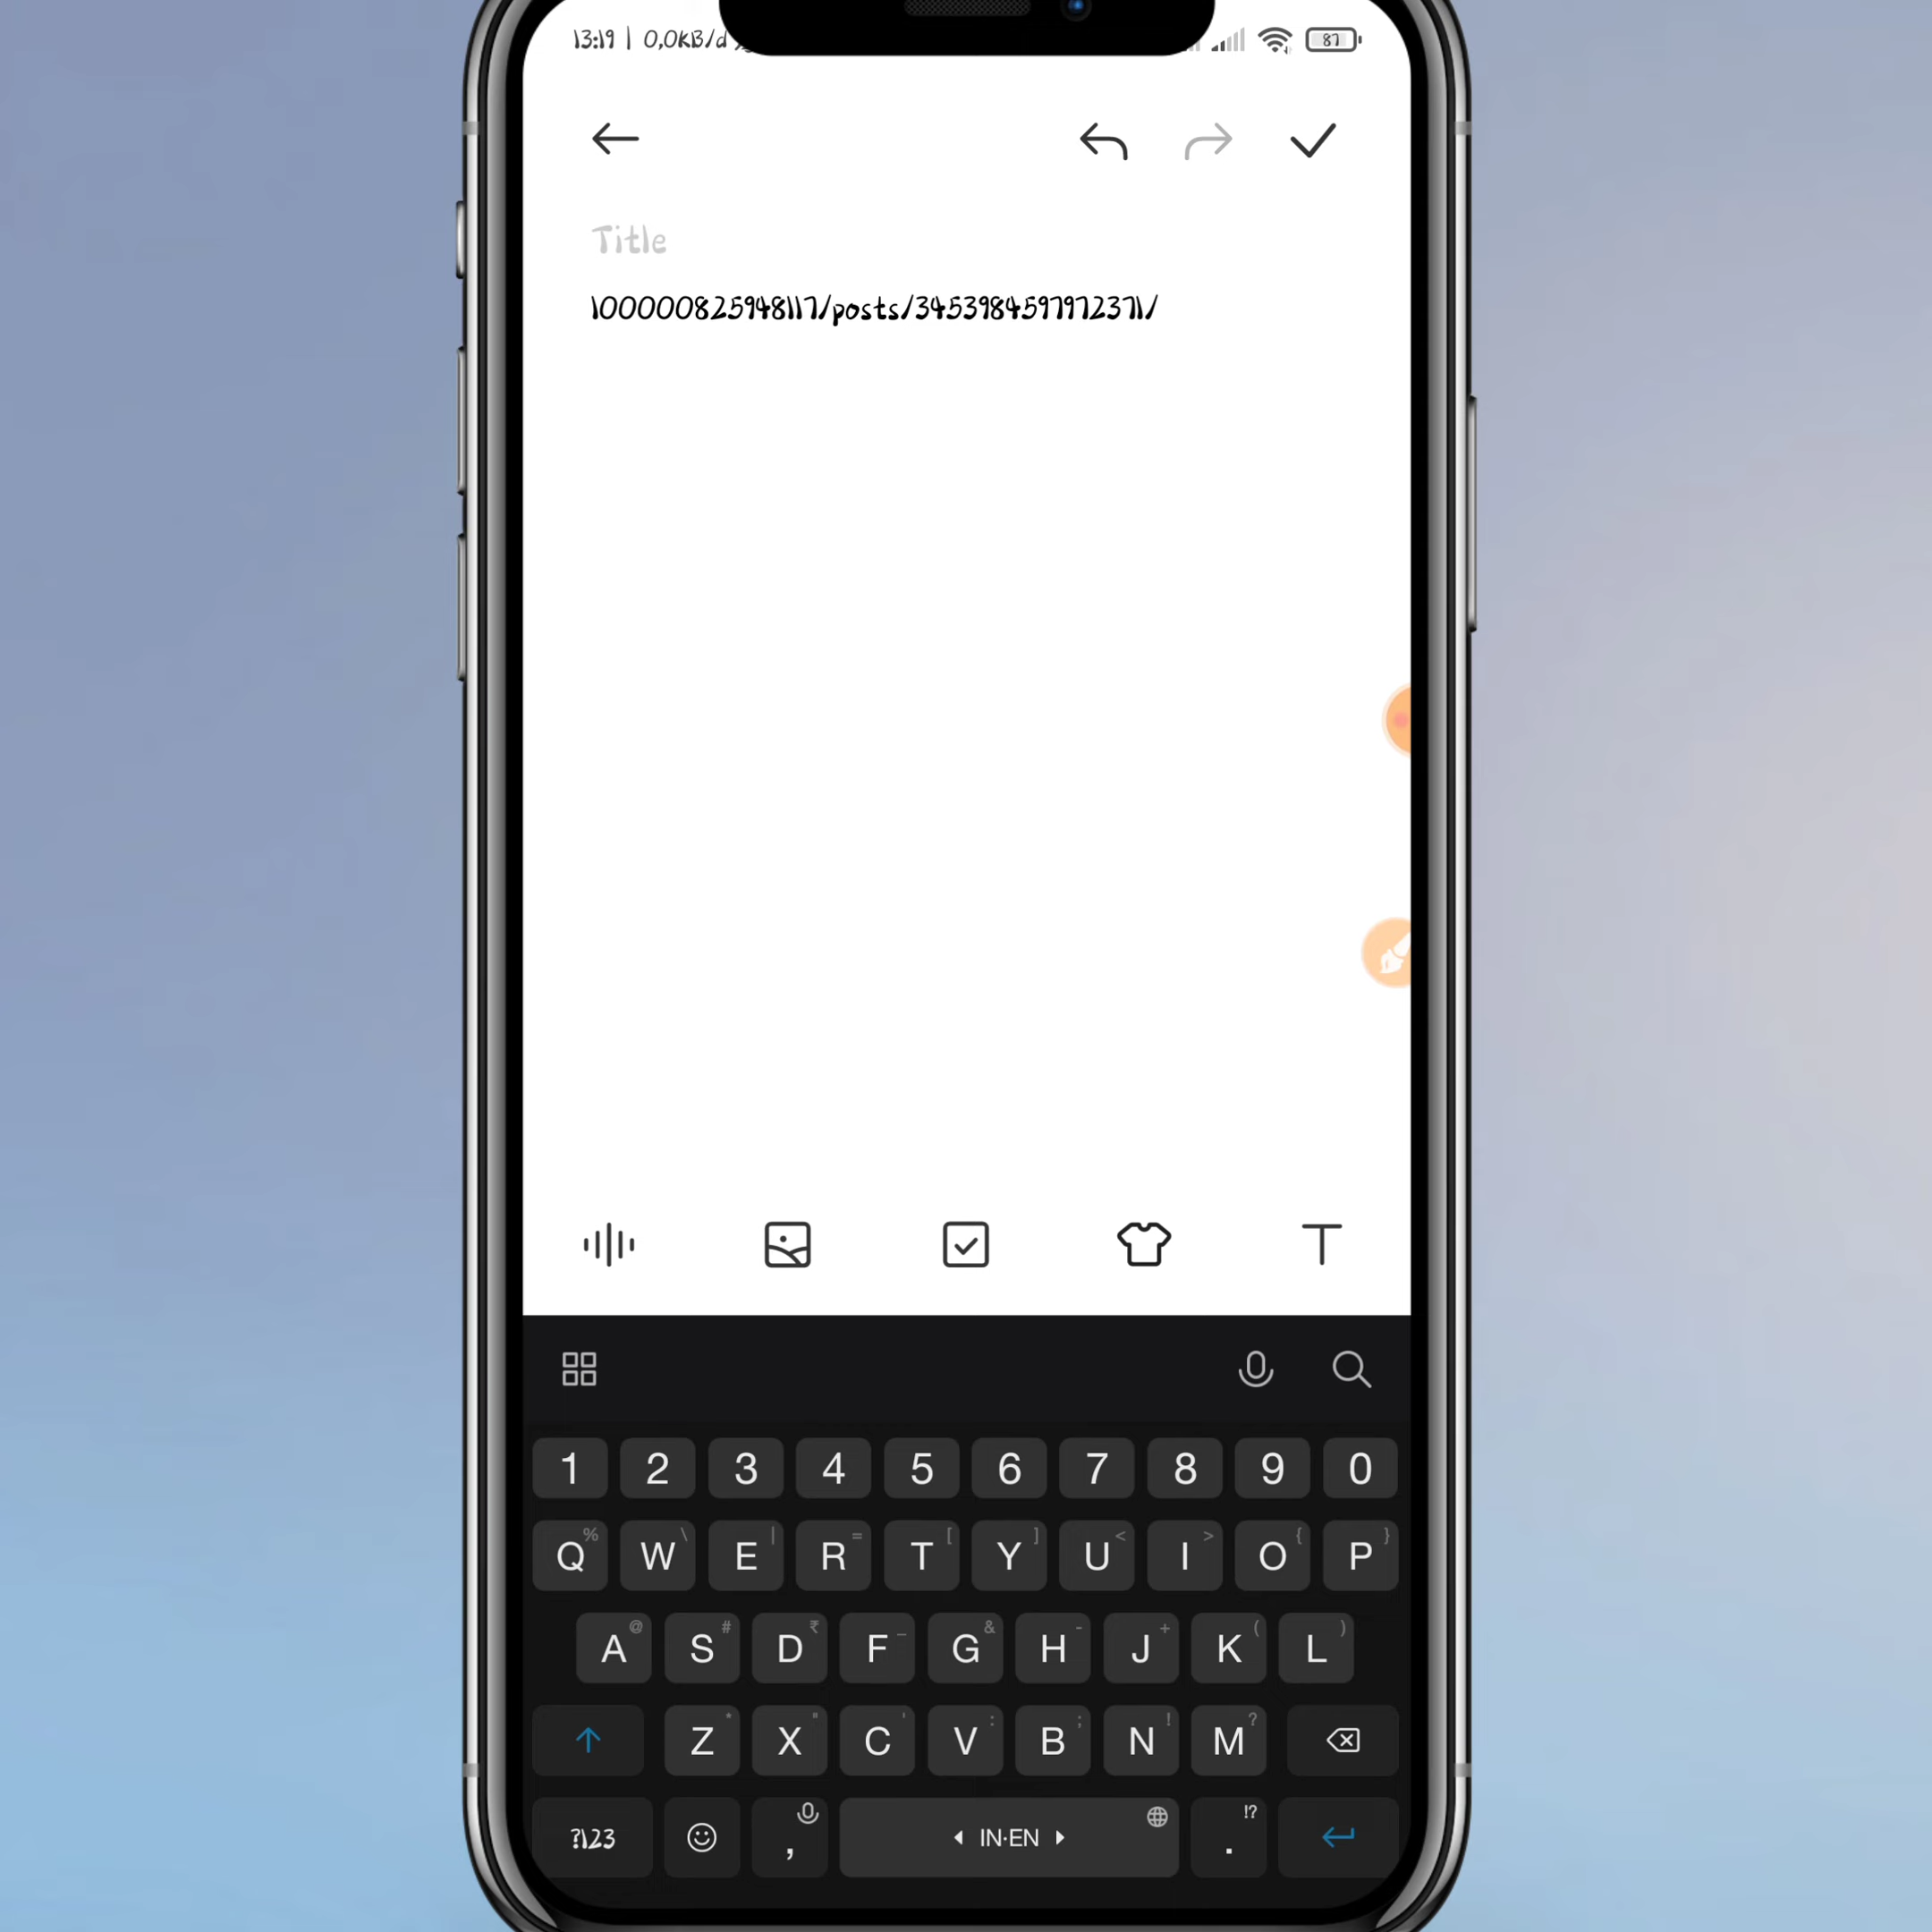 13:19 | 0,0KB/d
87
Title
100000825948117/posts/3453984597972371/
1 2 3 4 5 6 7 8 9 0
% \ | = [ ] < > { }
Q W E R T Y U I O P
@ # ₹ _ & - + ( )
A S D F G H J K L
* " ' : ; ! ?
Z X C V B N M
!?
?123 , IN·EN .